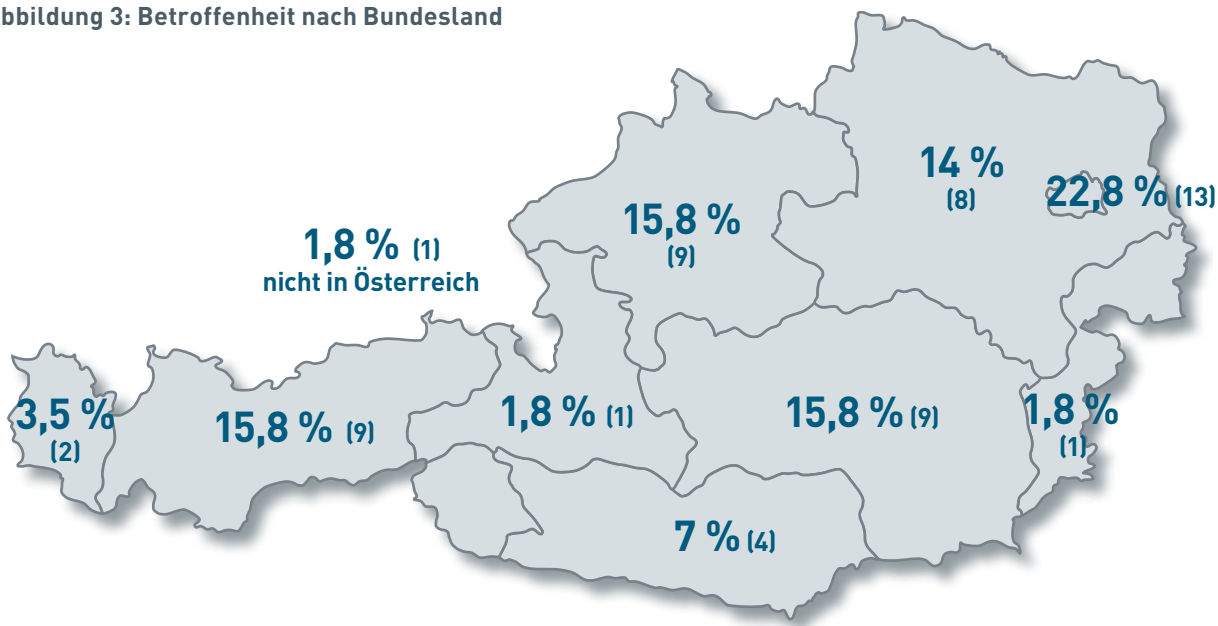 bbildung 3: Betroffenheit nach Bundesland
14 %
(8)
22,8 % (13)
15,8 %
(9)
1,8 % (1)
nicht in Österreich
3,5 %
(2)
15,8 % (9)
1,8 % (1)
15,8 % (9)
1,8 %
(1)
7 % (4)